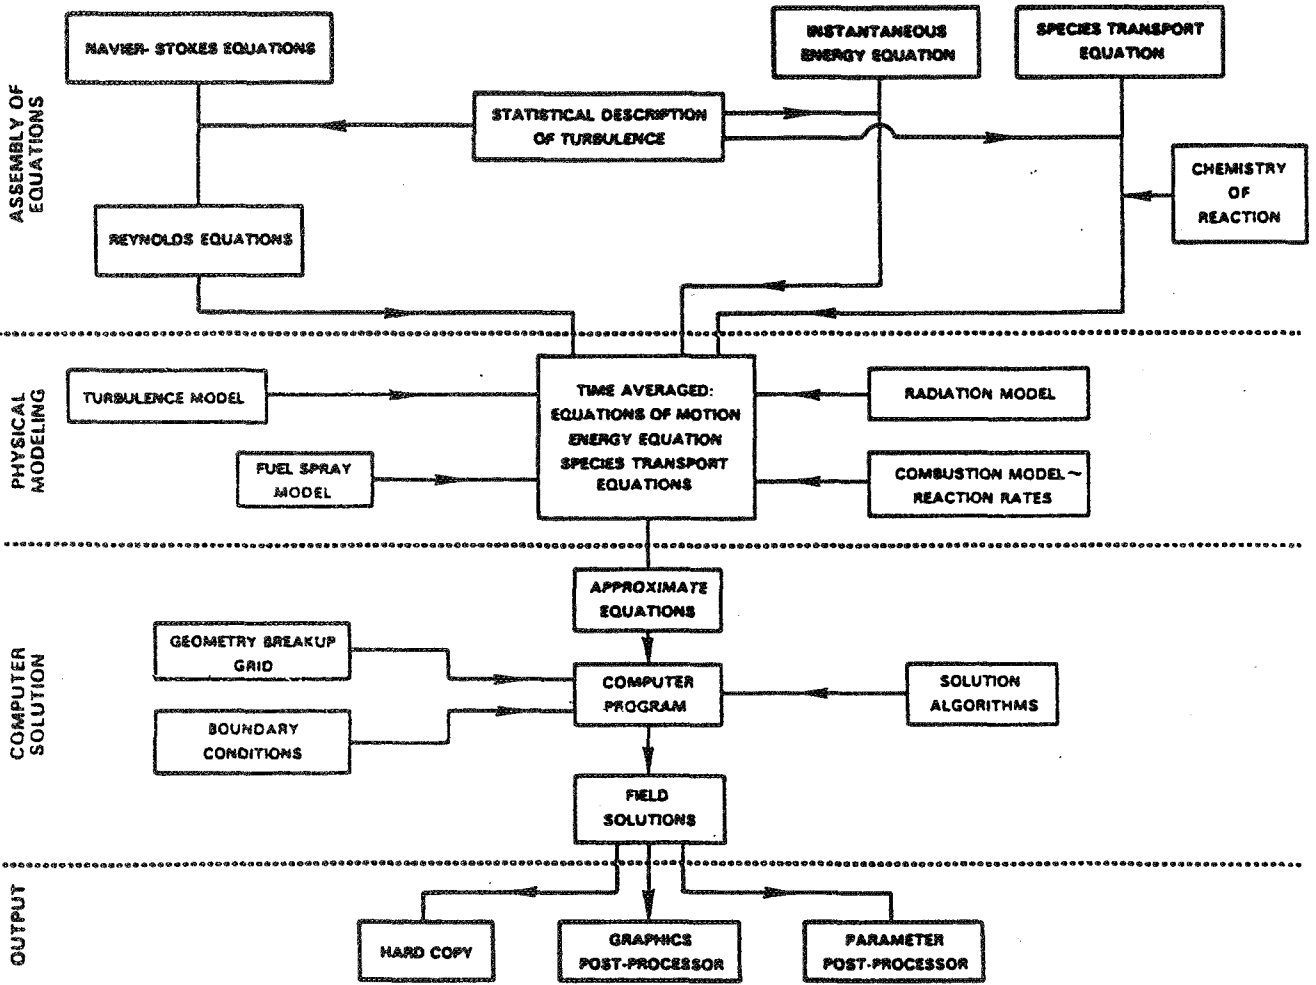 ASSEMBLY OF
EQUATIONS
NAVIER- STOKES EQUATIONS
INSTANTANEOUS
ENERGY EQUATION
SPECIES TRANSPORT
EQUATION
STATISTICAL DESCRIPTION
OF TURBULENCE
CHEMISTRY
OF
REACTION
REYNOLDS EQUATIONS
PHYSICAL
MODELING
TURBULENCE MODEL
FUEL SPRAY
MODEL
TIME AVERAGED:
EQUATIONS OF MOTION
ENERGY EQUATION
SPECIES TRANSPORT
EQUATIONS
RADIATION MODEL
COMBUSTION MODEL~
REACTION RATES
COMPUTER
SOLUTION
APPROXIMATE
EQUATIONS
GEOMETRY BREAKUP
GRID
BOUNDARY
CONDITIONS
COMPUTER
PROGRAM
SOLUTION
ALGORITHMS
FIELD
SOLUTIONS
OUTPUT
HARD COPY
GRAPHICS
POST-PROCESSOR
PARAMETER
POST-PROCESSOR